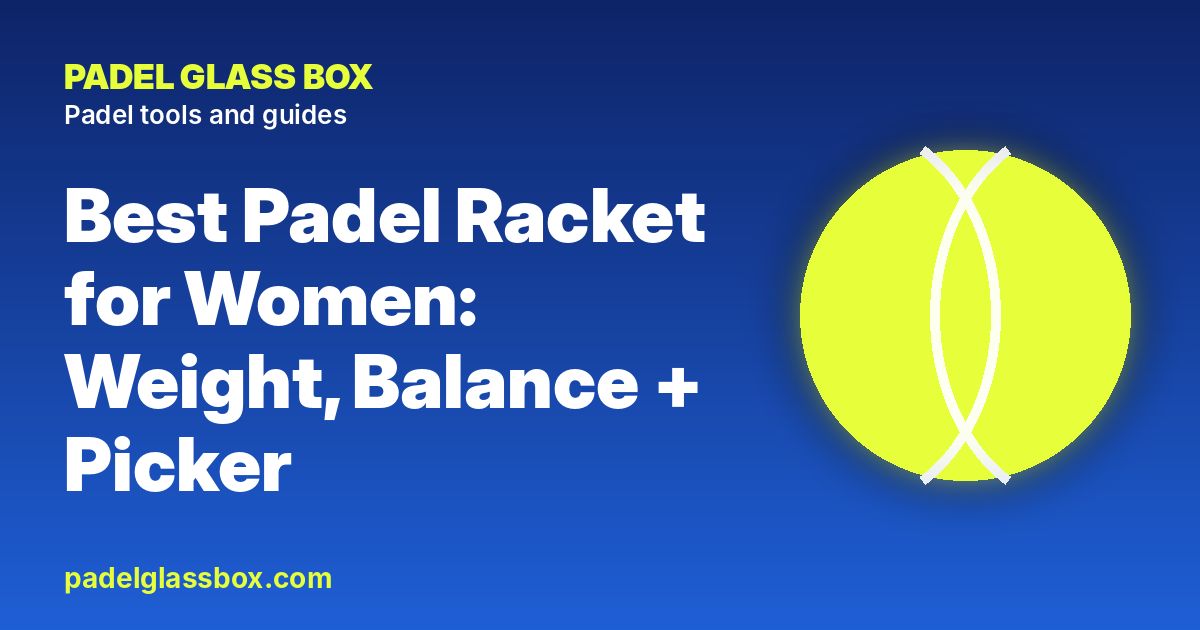 PADEL GLASS BOX
Padel tools and guides
Best Padel Racket
for Women:
Weight, Balance +
Picker
padelglassbox.com